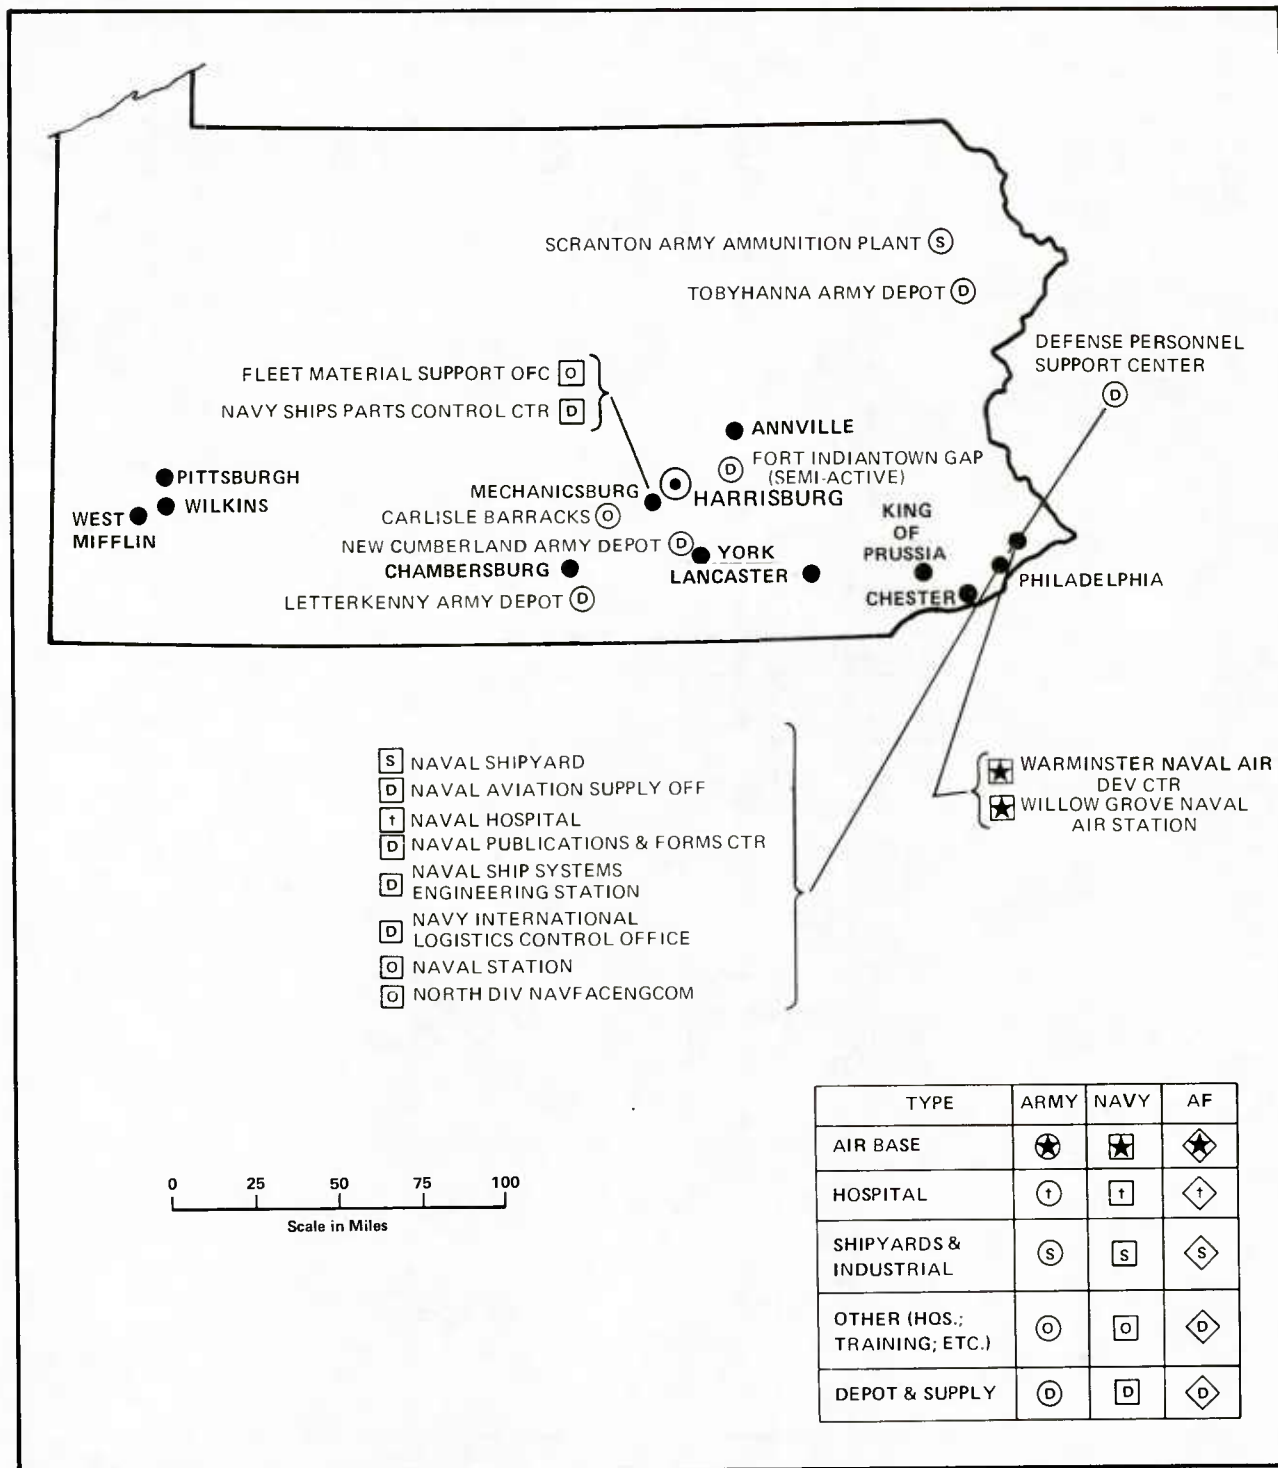 SCRANTON ARMY AMMUNITION PLANT S
TOBYHANNA ARMY DEPOT D
DEFENSE PERSONNEL
SUPPORT CENTER
D
FLEET MATERIAL SUPPORT OFC O
NAVY SHIPS PARTS CONTROL CTR D
ANNVILLE
D FORT INDIANTOWN GAP
(SEMI-ACTIVE)
PITTSBURGH
WILKINS
WEST
MIFFLIN
MECHANICSBURG
HARRISBURG
CARLISLE BARRACKS O
NEW CUMBERLAND ARMY DEPOT D
YORK
CHAMBERSBURG
LANCASTER
LETTERKENNY ARMY DEPOT D
KING
OF
PRUSSIA
CHESTER
PHILADELPHIA
S NAVAL SHIPYARD
D NAVAL AVIATION SUPPLY OFF
† NAVAL HOSPITAL
D NAVAL PUBLICATIONS & FORMS CTR
D NAVAL SHIP SYSTEMS
ENGINEERING STATION
D NAVY INTERNATIONAL
LOGISTICS CONTROL OFFICE
O NAVAL STATION
O NORTH DIV NAVFACENGCOM
★ WARMINSTER NAVAL AIR
DEV CTR
★ WILLOW GROVE NAVAL
AIR STATION
0 25 50 75 100
Scale in Miles
TYPE ARMY NAVY AF
AIR BASE ★ ★ ★
HOSPITAL † † †
SHIPYARDS &
INDUSTRIAL S S S
OTHER (HOS.;
TRAINING; ETC.) O O D
DEPOT & SUPPLY D D D